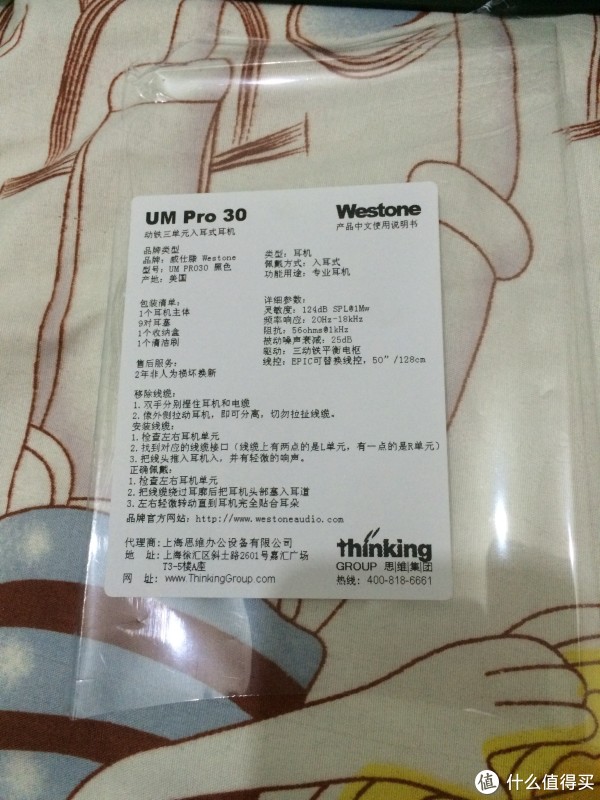 UM Pro 30
Westone
动铁三单元入耳式耳机
产品中文使用说明书
品牌类型
品牌：威仕滕 Westone
型号：UM PRO30 黑色
产地：美国
类型：耳机
佩戴方式：入耳式
功能用途：专业耳机
包装清单：
1个耳机主体
9对耳塞
1个收纳盒
1个清洁刷
详细参数：
灵敏度：124dB SPL@1Mw
频率响应：20Hz-18kHz
阻抗：56ohms@1kHz
被动噪声衰减：25dB
驱动：三动铁平衡电枢
线控：EPIC可替换线控，50"/128cm
售后服务：
2年非人为损坏换新
移除线缆：
1．双手分别捏住耳机和电缆
2．像外侧拉动耳机，即可分离，切勿拉扯线缆。
安装线缆：
1．检查左右耳机单元
2．找到对应的线缆接口（线缆上有两点的是L单元，有一点的是R单元）
3．把线头推入耳机入，并有轻微的响声。
正确佩戴：
1．检查左右耳机单元
2．把线缆绕过耳廓后把耳机头部塞入耳道
3．左右轻微转动直到耳机完全贴合耳朵
品牌官方网站：http://www.westoneaudio.com/
代理商：上海思维办公设备有限公司
地 址：上海徐汇区斜土路2601号嘉汇广场
T3-5楼A座
网 址：www.ThinkingGroup.com
thinking
GROUP 思维集团
热线：400-818-6661
值 什么值得买